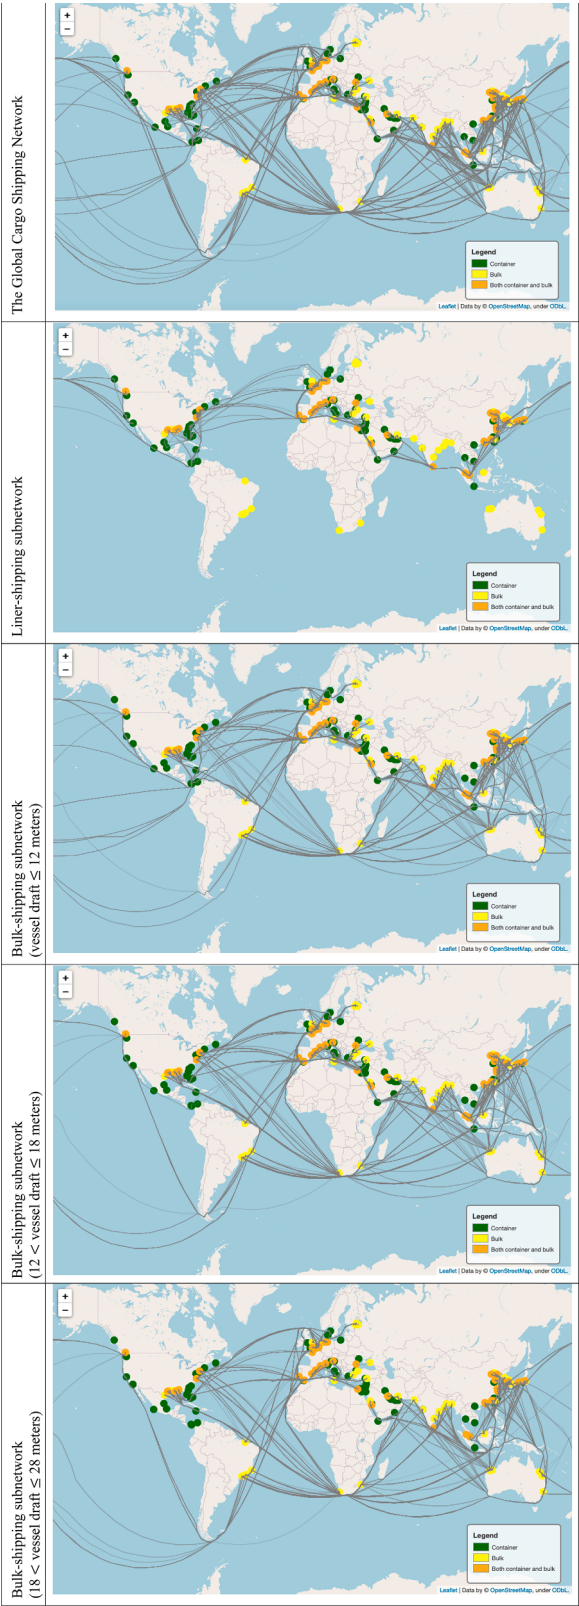 The Global Cargo Shipping Network
+
−
Legend
Container
Bulk
Both container and bulk
Leaflet | Data by © OpenStreetMap, under ODbL.
Liner-shipping subnetwork
+
−
Legend
Container
Bulk
Both container and bulk
Leaflet | Data by © OpenStreetMap, under ODbL.
Bulk-shipping subnetwork
(vessel draft ≤ 12 meters)
+
−
Legend
Container
Bulk
Both container and bulk
Leaflet | Data by © OpenStreetMap, under ODbL.
Bulk-shipping subnetwork
(12 < vessel draft ≤ 18 meters)
+
−
Legend
Container
Bulk
Both container and bulk
Leaflet | Data by © OpenStreetMap, under ODbL.
Bulk-shipping subnetwork
(18 < vessel draft ≤ 28 meters)
+
−
Legend
Container
Bulk
Both container and bulk
Leaflet | Data by © OpenStreetMap, under ODbL.